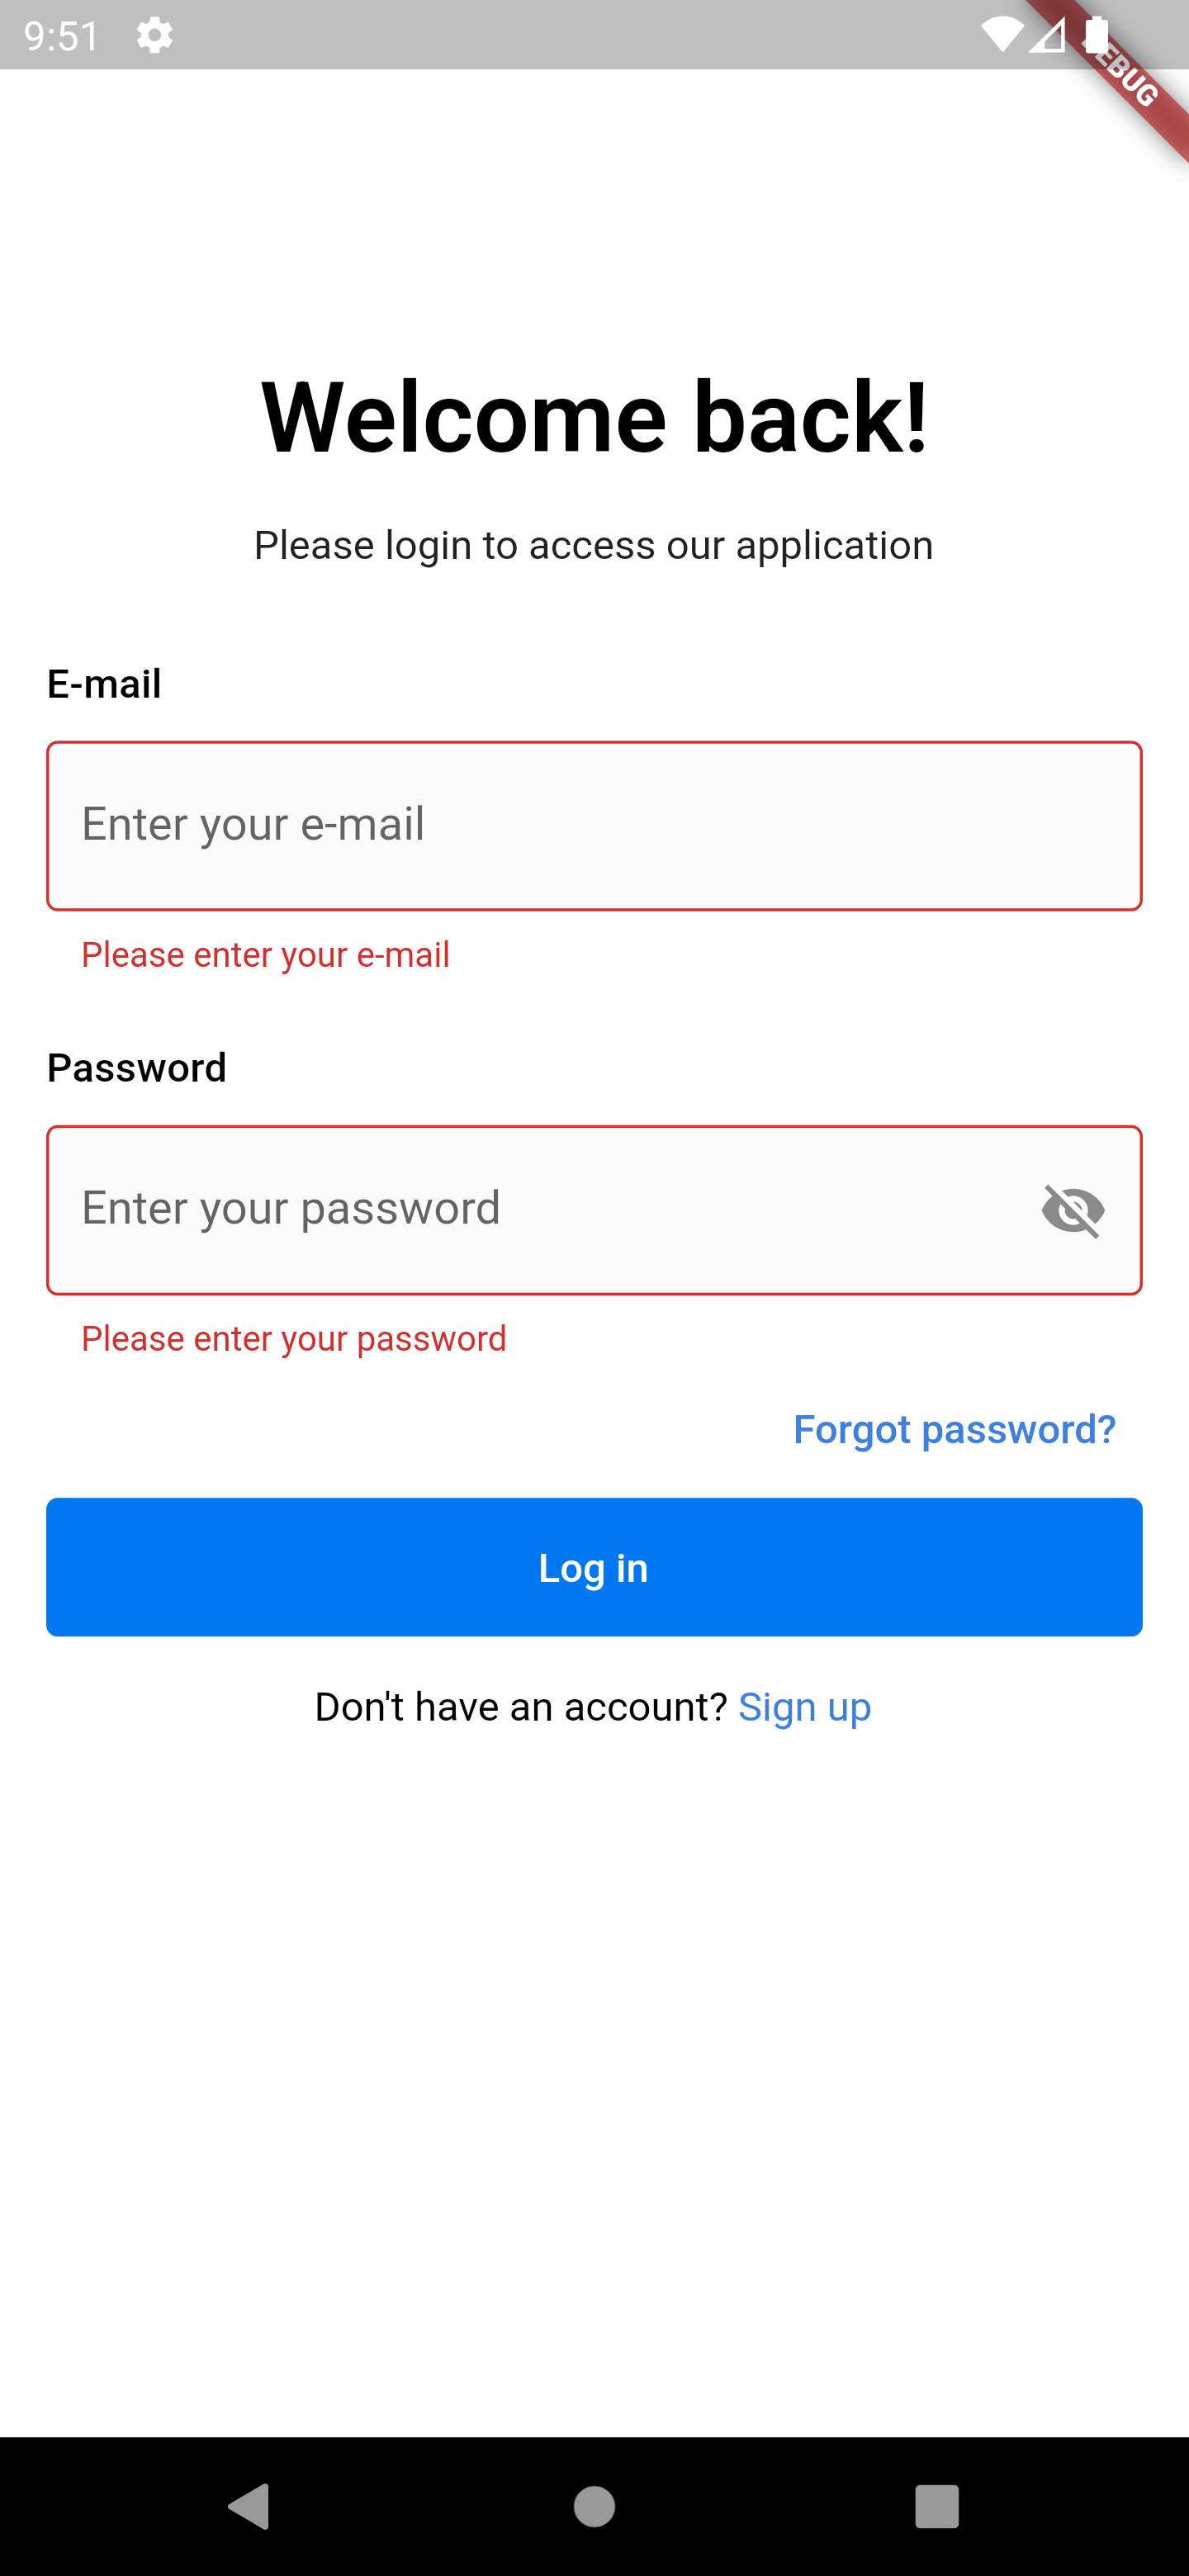 9:51
DEBUG
Welcome back!
Please login to access our application
E-mail
Enter your e-mail
Please enter your e-mail
Password
Enter your password
Please enter your password
Forgot password?
Log in
Don't have an account? Sign up